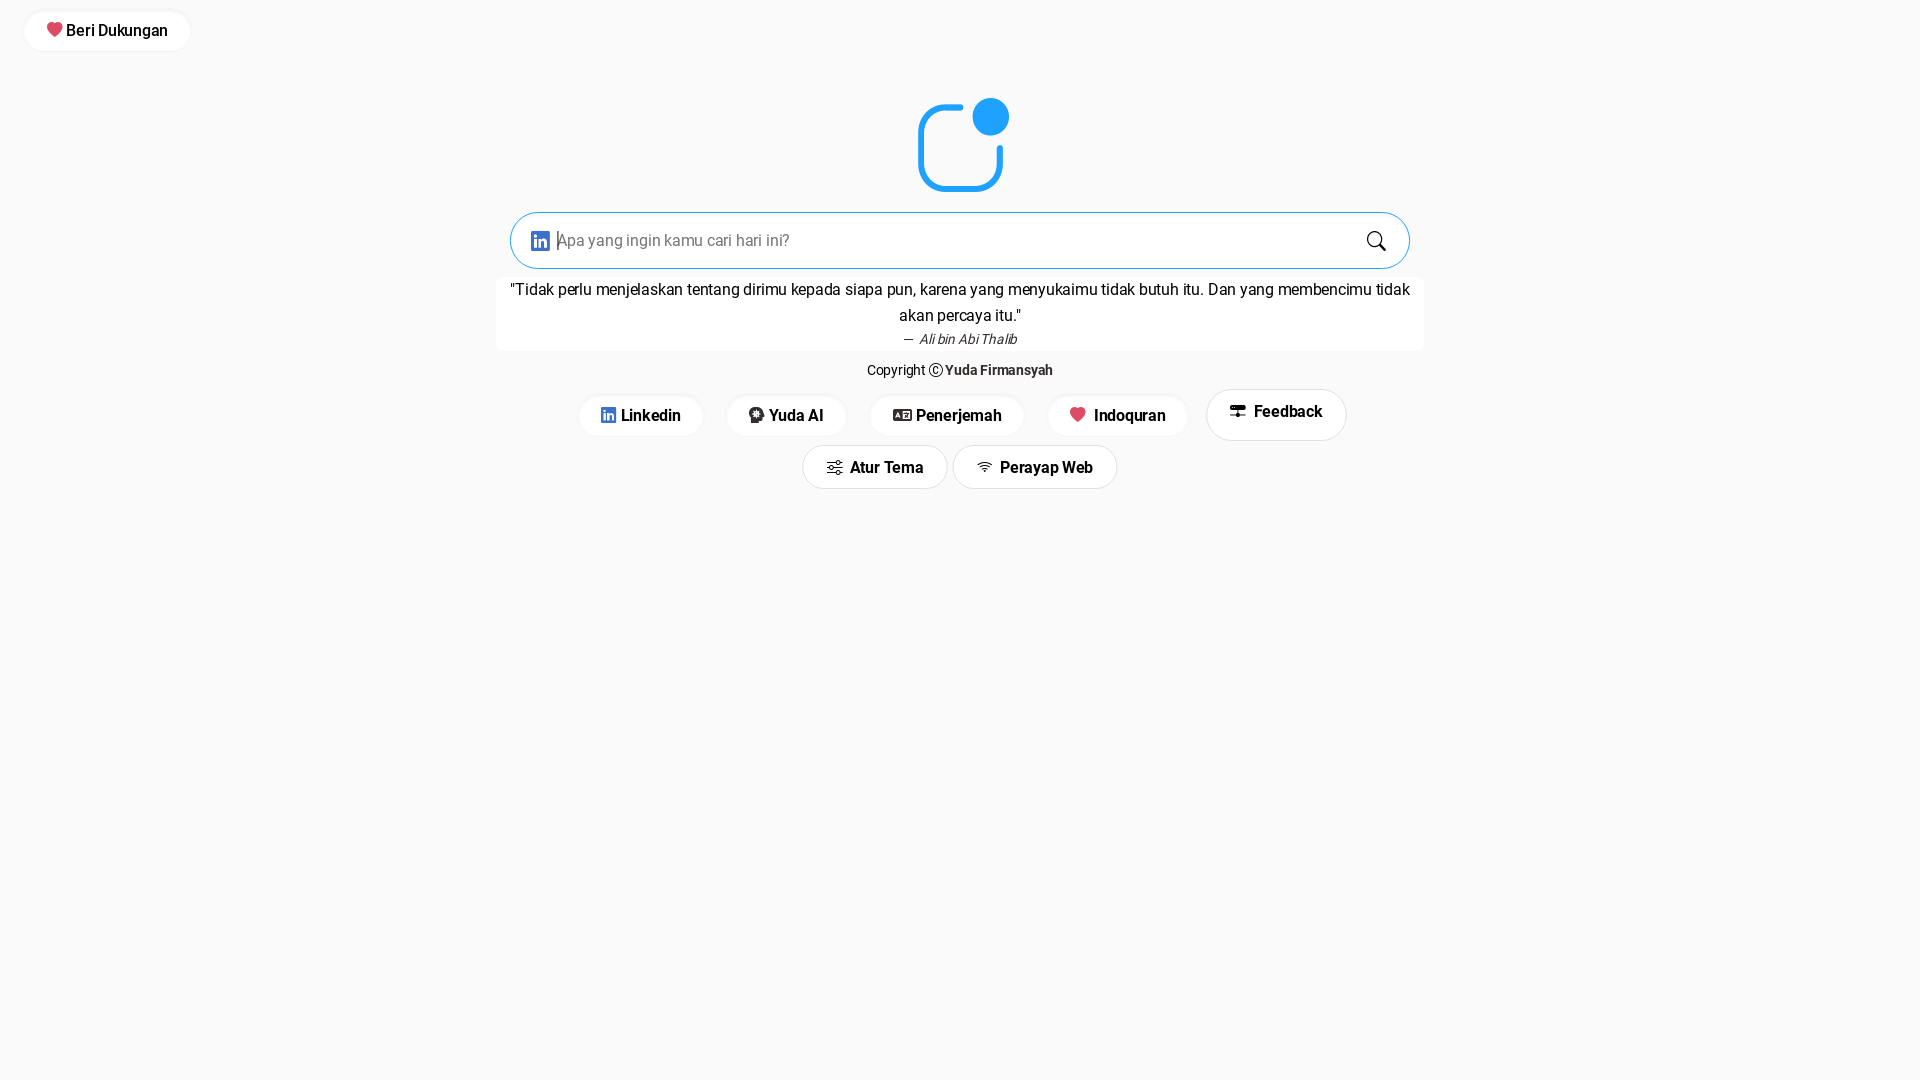 Beri Dukungan
Apa yang ingin kamu cari hari ini?
"Tidak perlu menjelaskan tentang dirimu kepada siapa pun, karena yang menyukaimu tidak butuh itu. Dan yang membencimu tidak
akan percaya itu."
— Ali bin Abi Thalib
Copyright © Yuda Firmansyah
Linkedin Yuda AI Penerjemah Indoquran Feedback
Atur Tema Perayap Web